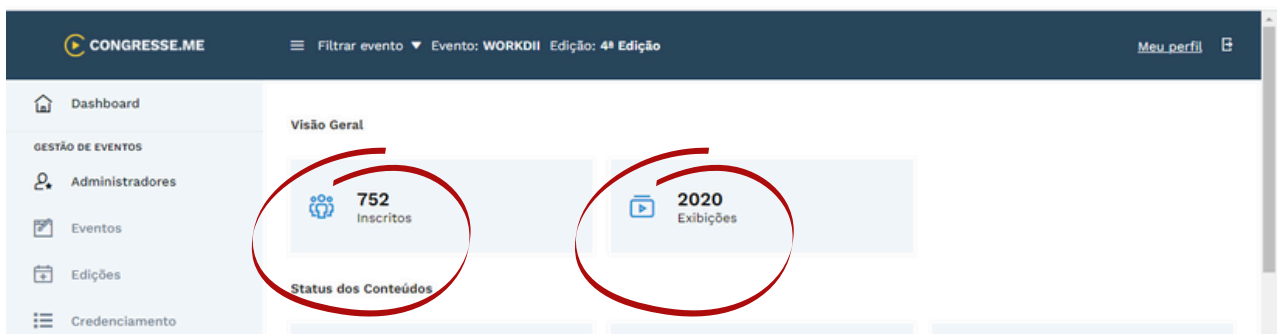 CONGRESSE.ME
Filtrar evento ▼ Evento: WORKDII Edição: 4ª Edição
Meu perfil
Dashboard
GESTÃO DE EVENTOS
Administradores
Eventos
Edições
Credenciamento
Visão Geral
752
Inscritos
2020
Exibições
Status dos Conteúdos